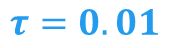 τ = 0.01